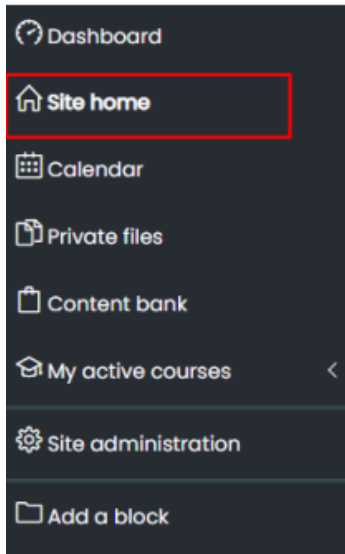 Dashboard
Site home
Calendar
Private files
Content bank
My active courses
Site administration
Add a block